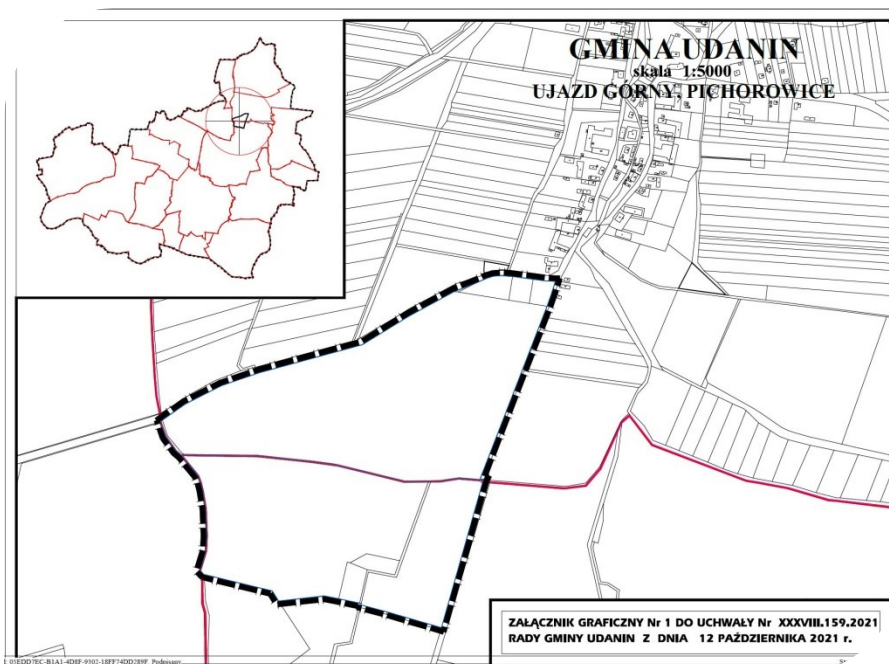 GMINA UDANIN
skala 1:5000
UJAZD GÓRNY, PICHOROWICE
ZAŁĄCZNIK GRAFICZNY Nr 1 DO UCHWAŁY Nr XXXVIII.159.2021
RADY GMINY UDANIN Z DNIA 12 PAŹDZIERNIKA 2021 r.
Podpisany